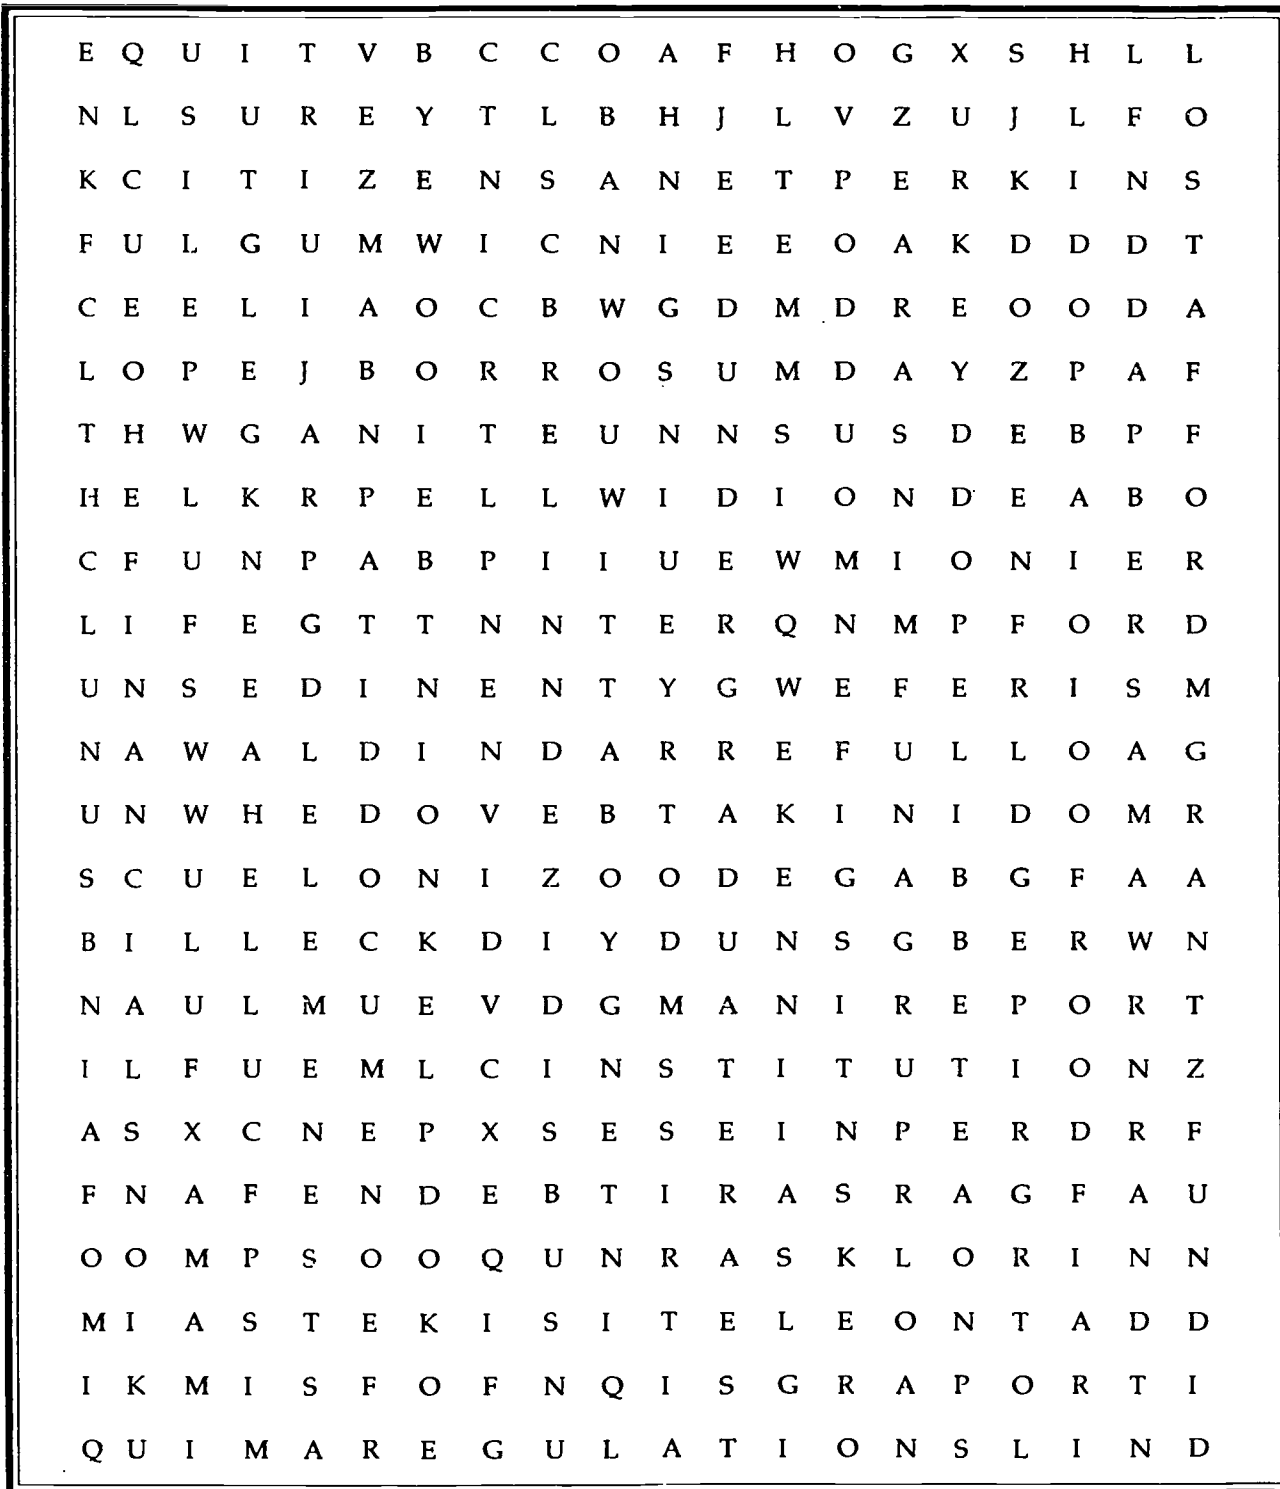 E Q U I T V B C C O A F H O G X S H L L
N L S U R E Y T L B H J L V Z U J L F O
K C I T I Z E N S A N E T P E R K I N S
F U L G U M W I C N I E E O A K D D D T
C E E L I A O C B W G D M D R E O O D A
L O P E J B O R R O S U M D A Y Z P A F
T H W G A N I T E U N N S U S D E B P F
H E L K R P E L L W I D I O N D E A B O
C F U N P A B P I I U E W M I O N I E R
L I F E G T T N N T E R Q N M P F O R D
U N S E D I N E N T Y G W E F E R I S M
N A W A L D I N D A R R E F U L L O A G
U N W H E D O V E B T A K I N I D O M R
S C U E L O N I Z O O D E G A B G F A A
B I L L E C K D I Y D U N S G B E R W N
N A U L M U E V D G M A N I R E P O R T
I L F U E M L C I N S T I T U T I O N Z
A S X C N E P X S E S E I N P E R D R F
F N A F E N D E B T I R A S R A G F A U
O O M P S O O Q U N R A S K L O R I N N
M I A S T E K I S I T E L E O N T A D D
I K M I S F O F N Q I S G R A P O R T I
Q U I M A R E G U L A T I O N S L I N D